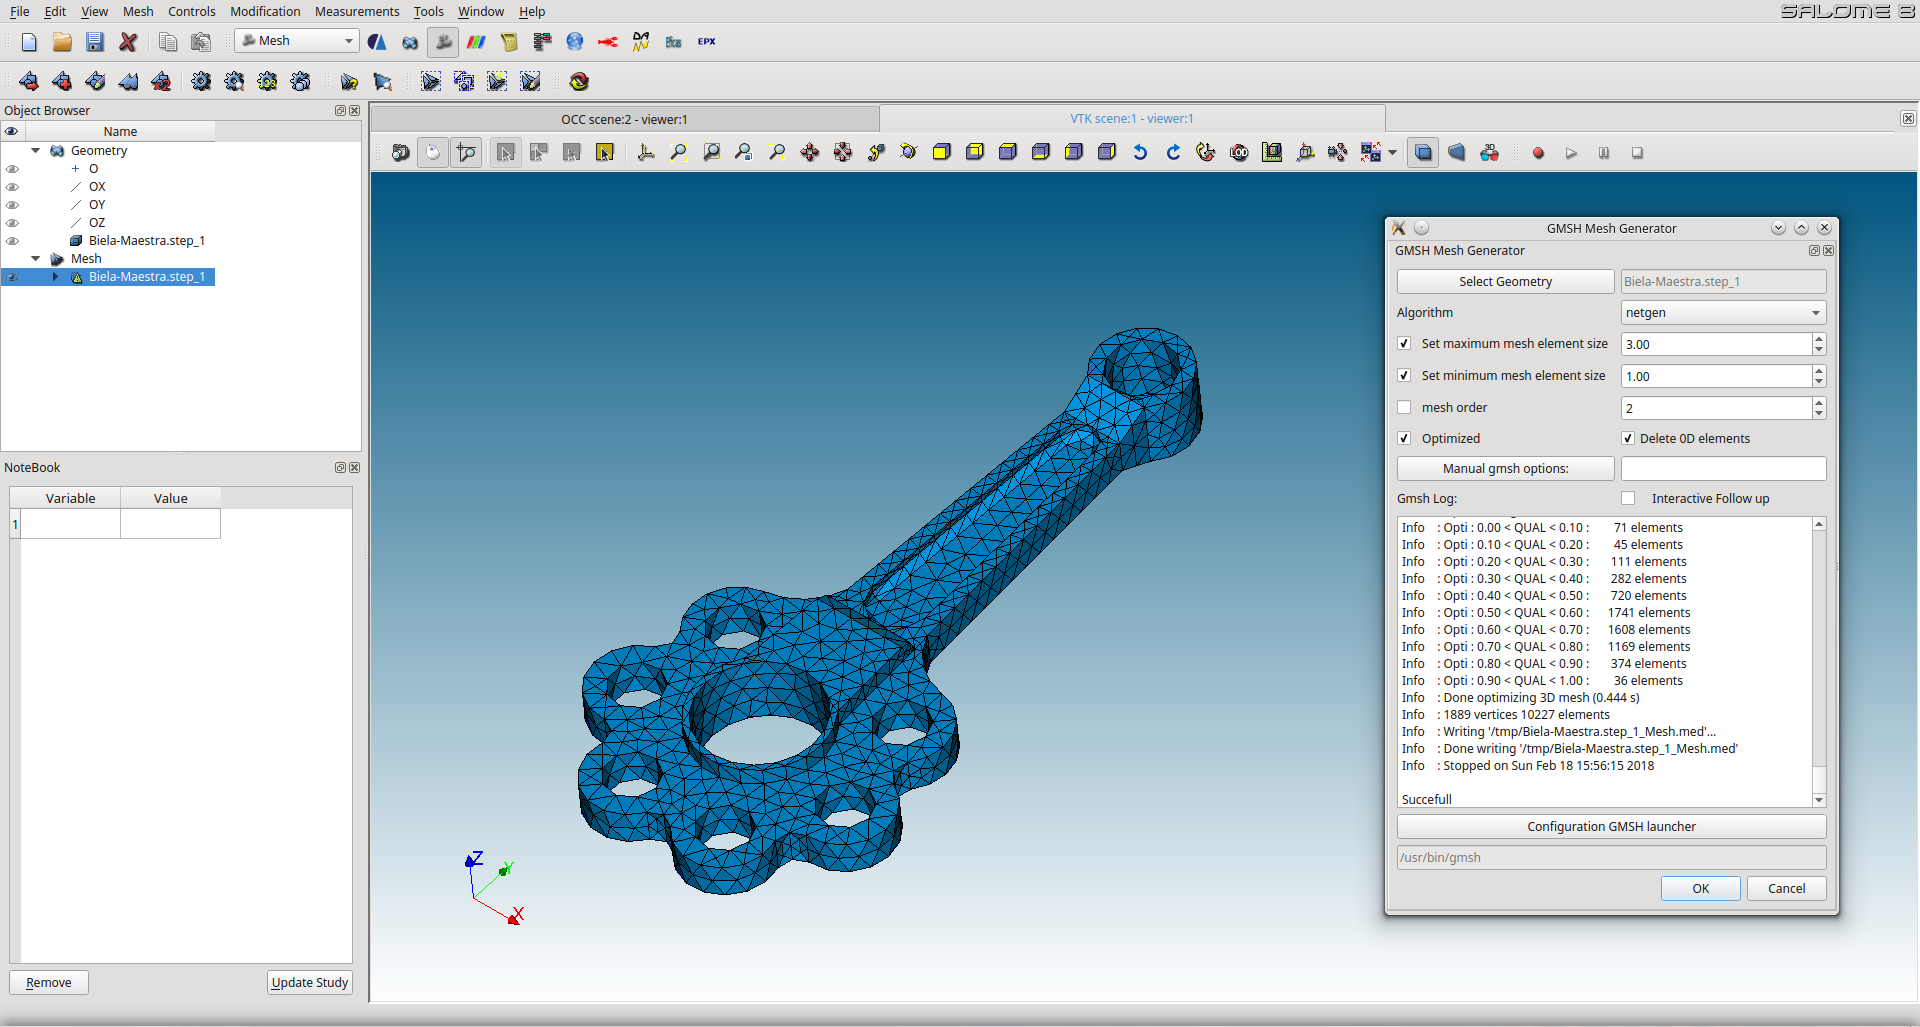 File Edit View Mesh Controls Modification Measurements Tools Window Help
SALOME 8
Mesh
Eficas
EPX
Object Browser
Name
Geometry
O
OX
OY
OZ
Biela-Maestra.step_1
Mesh
Biela-Maestra.step_1
NoteBook
Variable Value
1
Remove
Update Study
OCC scene:2 - viewer:1
VTK scene:1 - viewer:1
LOD
3D
Z
Y
X
GMSH Mesh Generator
GMSH Mesh Generator
Select Geometry Biela-Maestra.step_1
Algorithm netgen
Set maximum mesh element size 3.00
Set minimum mesh element size 1.00
mesh order 2
Optimized Delete 0D elements
Manual gmsh options:
Gmsh Log: Interactive Follow up
Info : Opti : 0.00 < QUAL < 0.10 : 71 elements
Info : Opti : 0.10 < QUAL < 0.20 : 45 elements
Info : Opti : 0.20 < QUAL < 0.30 : 111 elements
Info : Opti : 0.30 < QUAL < 0.40 : 282 elements
Info : Opti : 0.40 < QUAL < 0.50 : 720 elements
Info : Opti : 0.50 < QUAL < 0.60 : 1741 elements
Info : Opti : 0.60 < QUAL < 0.70 : 1608 elements
Info : Opti : 0.70 < QUAL < 0.80 : 1169 elements
Info : Opti : 0.80 < QUAL < 0.90 : 374 elements
Info : Opti : 0.90 < QUAL < 1.00 : 36 elements
Info : Done optimizing 3D mesh (0.444 s)
Info : 1889 vertices 10227 elements
Info : Writing '/tmp/Biela-Maestra.step_1_Mesh.med'...
Info : Done writing '/tmp/Biela-Maestra.step_1_Mesh.med'
Info : Stopped on Sun Feb 18 15:56:15 2018
Succefull
Configuration GMSH launcher
/usr/bin/gmsh
OK Cancel